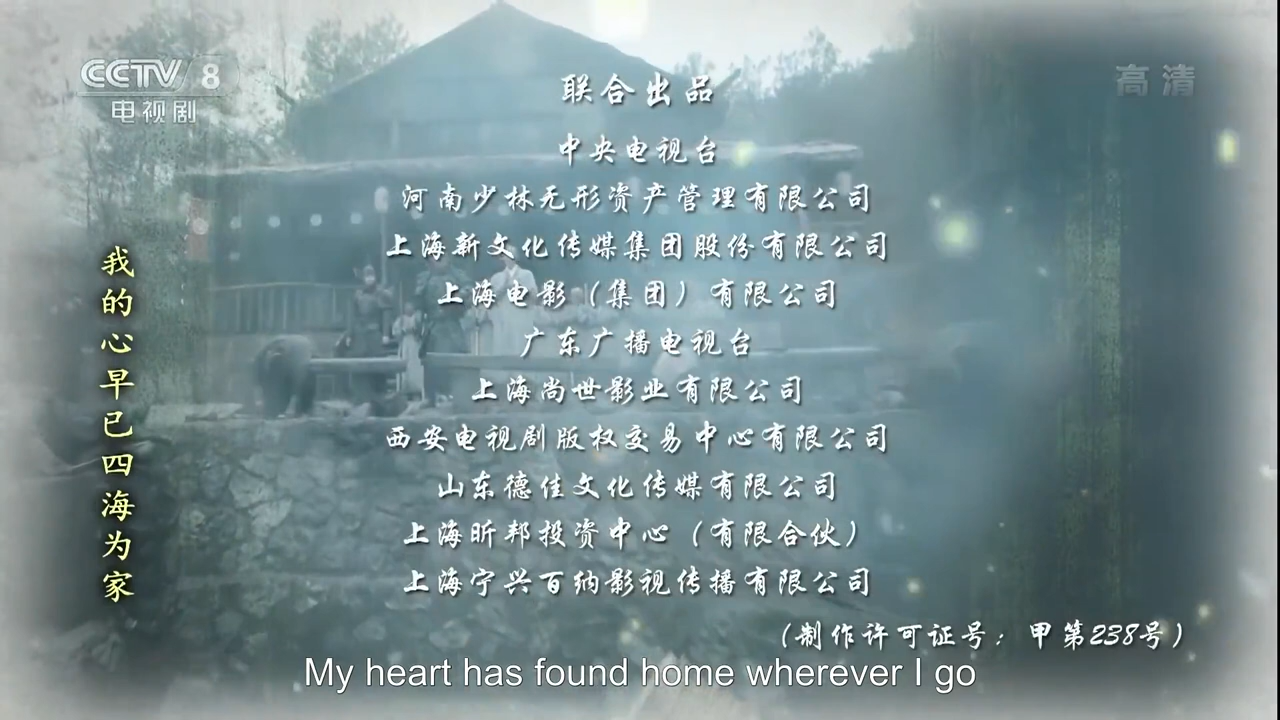 CCTV 8
电视剧
高清
联合出品
中央电视台
河南少林无形资产管理有限公司
上海新文化传媒集团股份有限公司
上海电影（集团）有限公司
广东广播电视台
上海尚世影业有限公司
西安电视剧版权交易中心有限公司
山东德佳文化传媒有限公司
上海昕邦投资中心（有限合伙）
上海宁兴百纳影视传播有限公司
（制作许可证号：甲第238号）
我的心早已四海为家
My heart has found home wherever I go